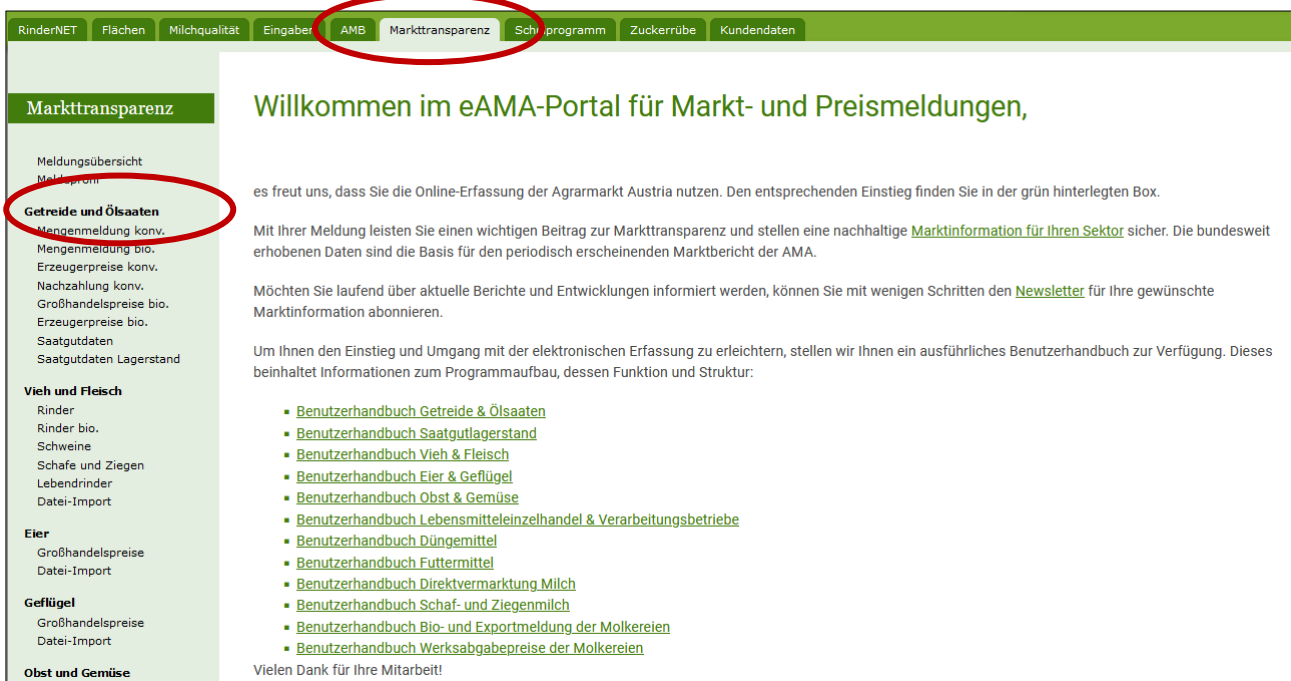 RinderNET Flächen Milchqualität Eingaben AMB Markttransparenz Schulprogramm Zuckerrübe Kundendaten
Markttransparenz
Meldungsübersicht
Meldeprofil
Getreide und Ölsaaten
Mengenmeldung konv.
Mengenmeldung bio.
Erzeugerpreise konv.
Nachzahlung konv.
Großhandelspreise bio.
Erzeugerpreise bio.
Saatgutdaten
Saatgutdaten Lagerstand
Vieh und Fleisch
Rinder
Rinder bio.
Schweine
Schafe und Ziegen
Lebendrinder
Datei-Import
Eier
Großhandelspreise
Datei-Import
Geflügel
Großhandelspreise
Datei-Import
Obst und Gemüse
Willkommen im eAMA-Portal für Markt- und Preismeldungen,
es freut uns, dass Sie die Online-Erfassung der Agrarmarkt Austria nutzen. Den entsprechenden Einstieg finden Sie in der grün hinterlegten Box.
Mit Ihrer Meldung leisten Sie einen wichtigen Beitrag zur Markttransparenz und stellen eine nachhaltige Marktinformation für Ihren Sektor sicher. Die bundesweit
erhobenen Daten sind die Basis für den periodisch erscheinenden Marktbericht der AMA.
Möchten Sie laufend über aktuelle Berichte und Entwicklungen informiert werden, können Sie mit wenigen Schritten den Newsletter für Ihre gewünschte
Marktinformation abonnieren.
Um Ihnen den Einstieg und Umgang mit der elektronischen Erfassung zu erleichtern, stellen wir Ihnen ein ausführliches Benutzerhandbuch zur Verfügung. Dieses
beinhaltet Informationen zum Programmaufbau, dessen Funktion und Struktur:
▪ Benutzerhandbuch Getreide & Ölsaaten
▪ Benutzerhandbuch Saatgutlagerstand
▪ Benutzerhandbuch Vieh & Fleisch
▪ Benutzerhandbuch Eier & Geflügel
▪ Benutzerhandbuch Obst & Gemüse
▪ Benutzerhandbuch Lebensmitteleinzelhandel & Verarbeitungsbetriebe
▪ Benutzerhandbuch Düngemittel
▪ Benutzerhandbuch Futtermittel
▪ Benutzerhandbuch Direktvermarktung Milch
▪ Benutzerhandbuch Schaf- und Ziegenmilch
▪ Benutzerhandbuch Bio- und Exportmeldung der Molkereien
▪ Benutzerhandbuch Werksabgabepreise der Molkereien
Vielen Dank für Ihre Mitarbeit!